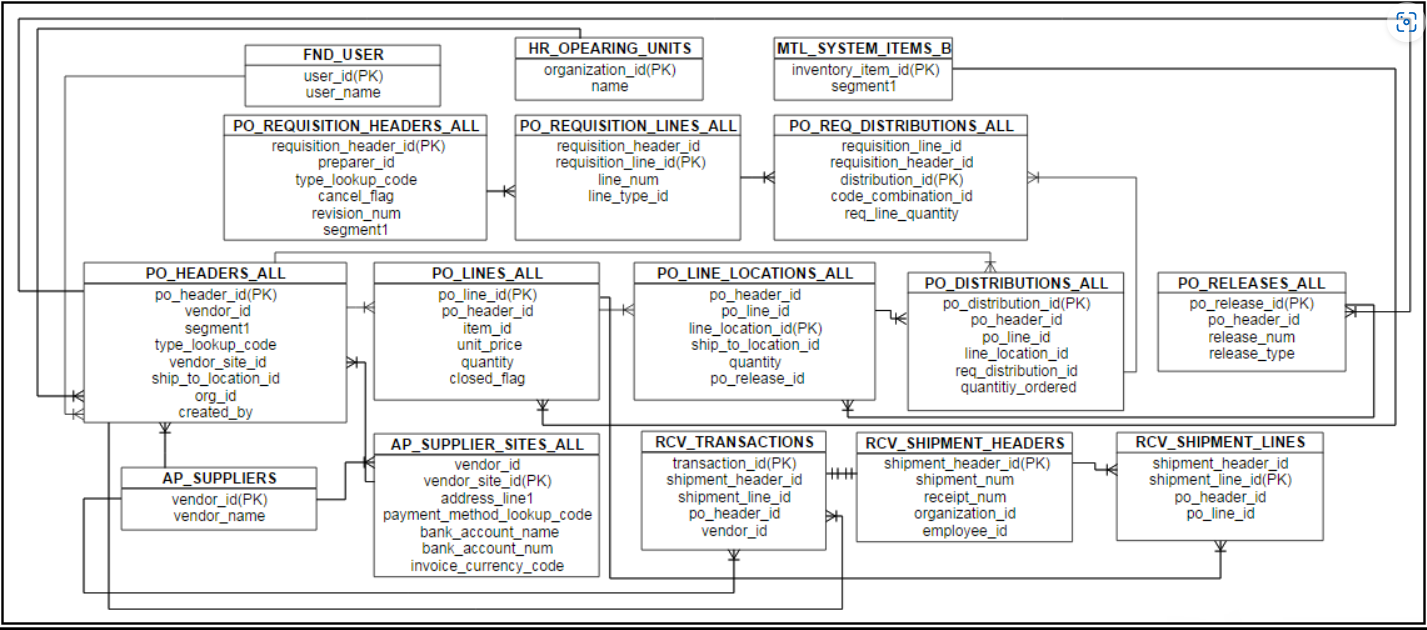 FND_USER
user_id(PK)
user_name
HR_OPEARING_UNITS
organization_id(PK)
name
MTL_SYSTEM_ITEMS_B
inventory_item_id(PK)
segment1
PO_REQUISITION_HEADERS_ALL
requisition_header_id(PK)
preparer_id
type_lookup_code
cancel_flag
revision_num
segment1
PO_REQUISITION_LINES_ALL
requisition_header_id
requisition_line_id(PK)
line_num
line_type_id
PO_REQ_DISTRIBUTIONS_ALL
requisition_line_id
requisition_header_id
distribution_id(PK)
code_combination_id
req_line_quantity
PO_HEADERS_ALL
po_header_id(PK)
vendor_id
segment1
type_lookup_code
vendor_site_id
ship_to_location_id
org_id
created_by
PO_LINES_ALL
po_line_id(PK)
po_header_id
item_id
unit_price
quantity
closed_flag
PO_LINE_LOCATIONS_ALL
po_header_id
po_line_id
line_location_id(PK)
ship_to_location_id
quantity
po_release_id
PO_DISTRIBUTIONS_ALL
po_distribution_id(PK)
po_header_id
po_line_id
line_location_id
req_distribution_id
quantitiy_ordered
PO_RELEASES_ALL
po_release_id(PK)
po_header_id
release_num
release_type
AP_SUPPLIERS
vendor_id(PK)
vendor_name
AP_SUPPLIER_SITES_ALL
vendor_id
vendor_site_id(PK)
address_line1
payment_method_lookup_code
bank_account_name
bank_account_num
invoice_currency_code
RCV_TRANSACTIONS
transaction_id(PK)
shipment_header_id
shipment_line_id
po_header_id
vendor_id
RCV_SHIPMENT_HEADERS
shipment_header_id(PK)
shipment_num
receipt_num
organization_id
employee_id
RCV_SHIPMENT_LINES
shipment_header_id
shipment_line_id(PK)
po_header_id
po_line_id